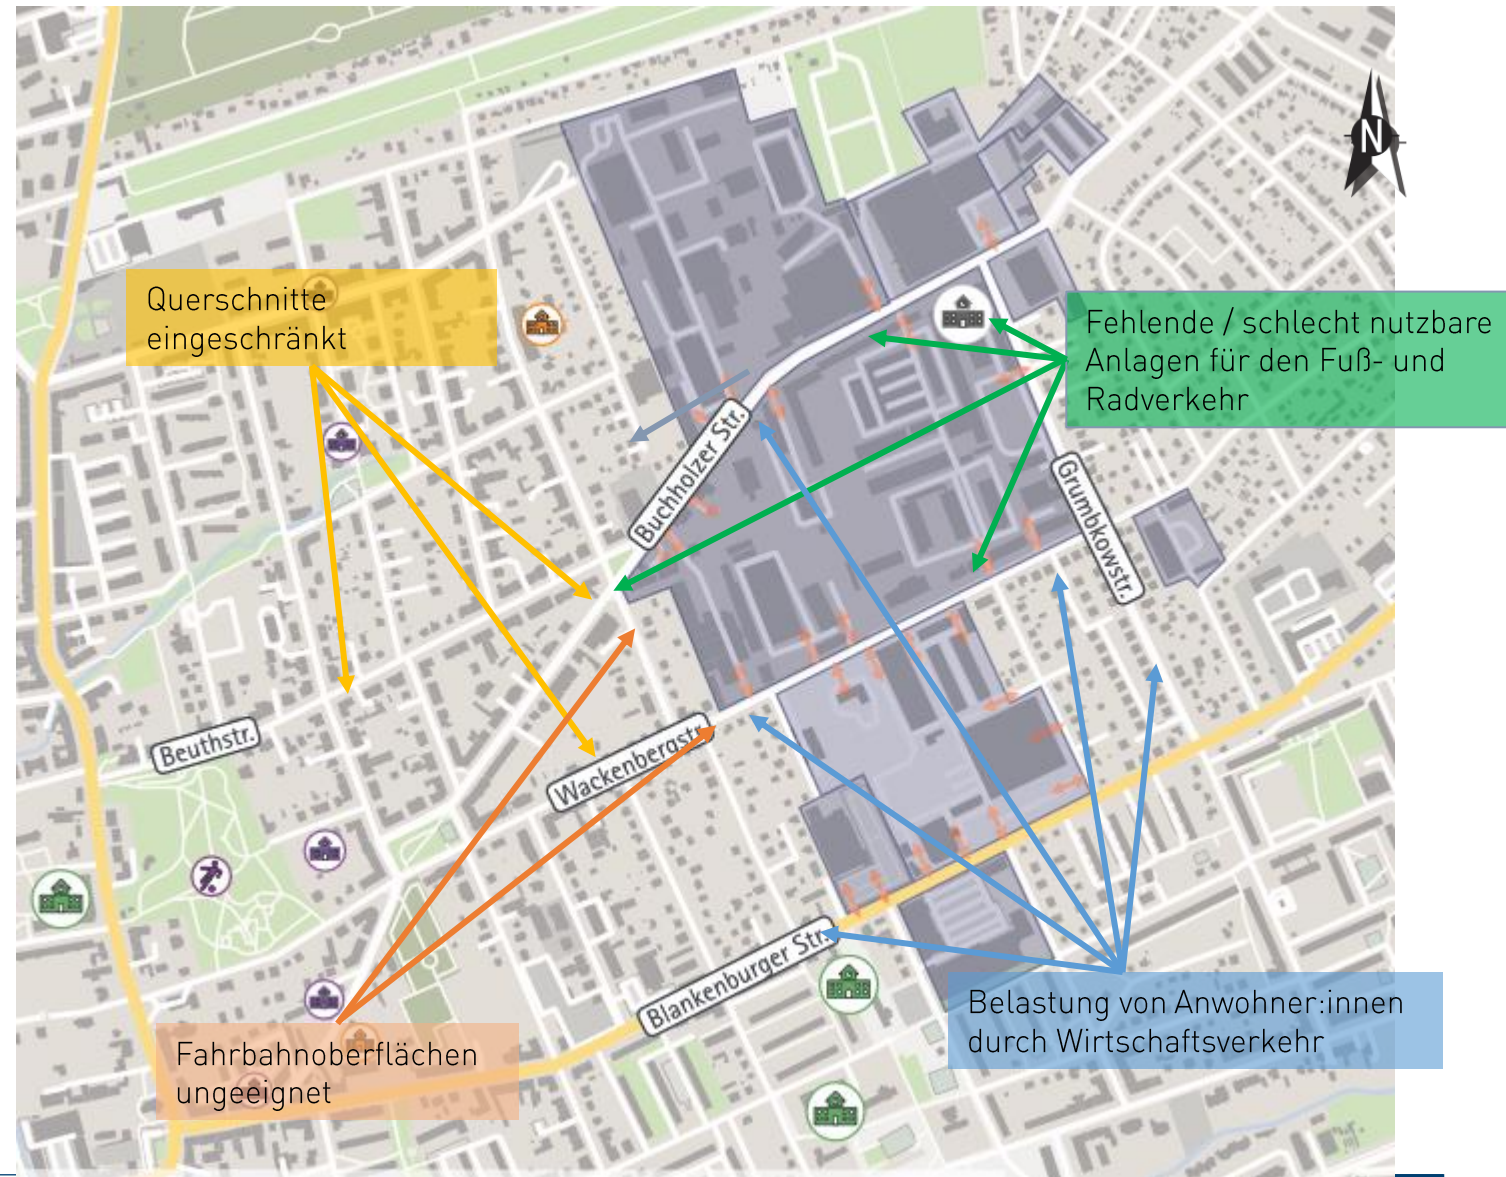 N
Querschnitte
eingeschränkt
Fehlende / schlecht nutzbare
Anlagen für den Fuß- und
Radverkehr
Buchholzer Str.
Grumbkowstr.
Beuthstr.
Wackenbergstr.
Blankenburger Str.
Belastung von Anwohner:innen
durch Wirtschaftsverkehr
Fahrbahnoberflächen
ungeeignet